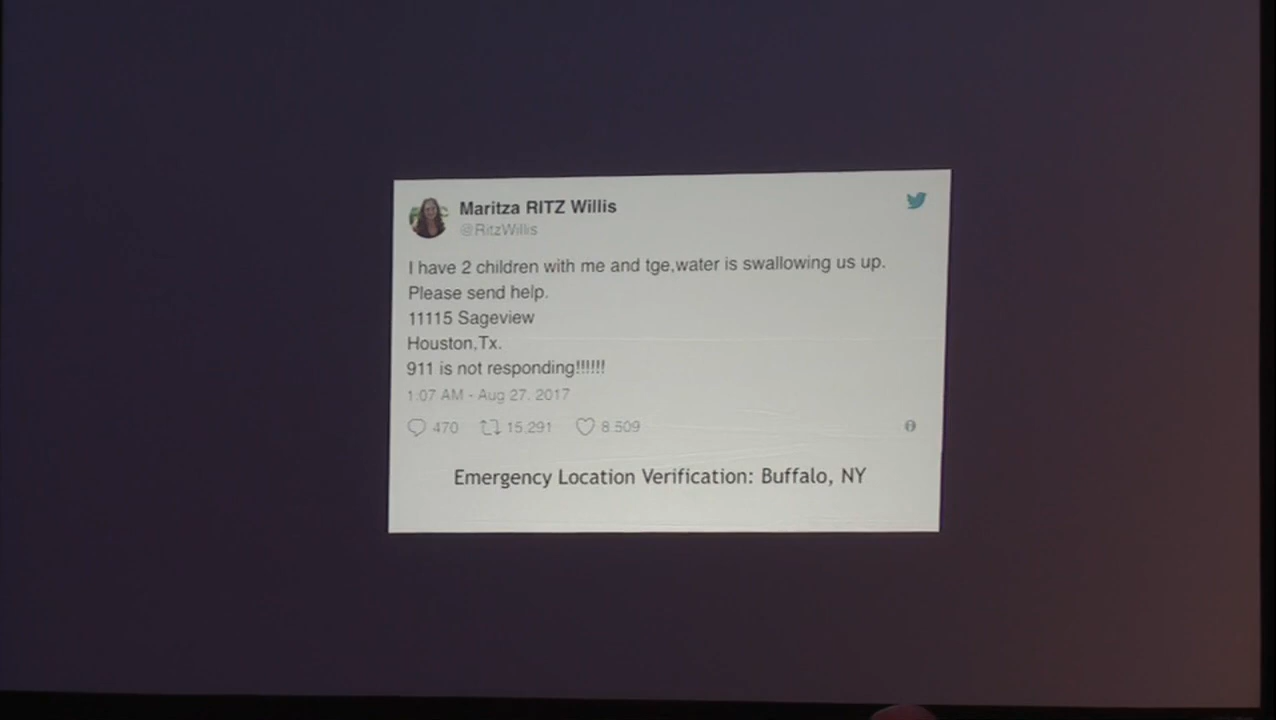 Maritza RITZ Willis
@RitzWillis
I have 2 children with me and tge,water is swallowing us up.
Please send help.
11115 Sageview
Houston,Tx.
911 is not responding!!!!!!
1:07 AM - Aug 27, 2017
470 15,291 8,509
Emergency Location Verification: Buffalo, NY